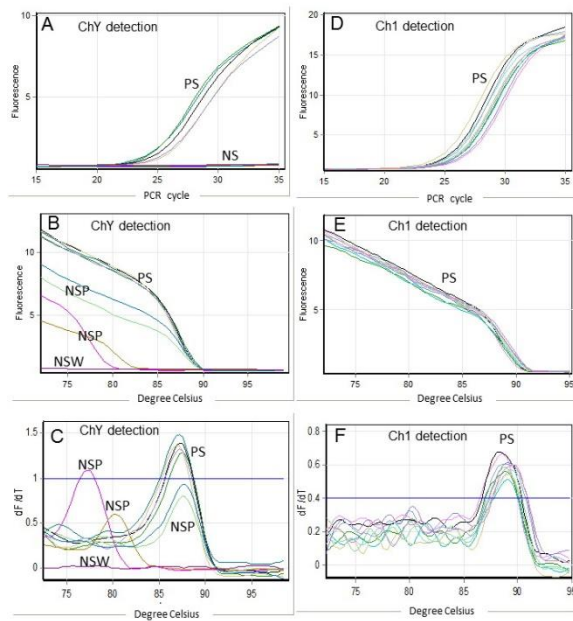 A ChY detection
PS
NS
10
5
Fluorescence
15 20 25 30 35
PCR cycle
D Ch1 detection
PS
20
15
10
5
Fluorescence
15 20 25 30 35
PCR cycle
B ChY detection
PS
NSP
NSP
NSW
10
5
Fluorescence
75 80 85 90 95
Degree Celsius
E Ch1 detection
PS
10
5
Fluorescence
75 80 85 90 95
Degree Celsius
C ChY detection
PS
NSP
NSP
NSP
NSW
1.5
1
0.5
0
dF/dT
75 80 85 90 95
Degree Celsius
F Ch1 detection
PS
0.8
0.6
0.4
0.2
0
dF/dT
75 80 85 90 95
Degree Celsius